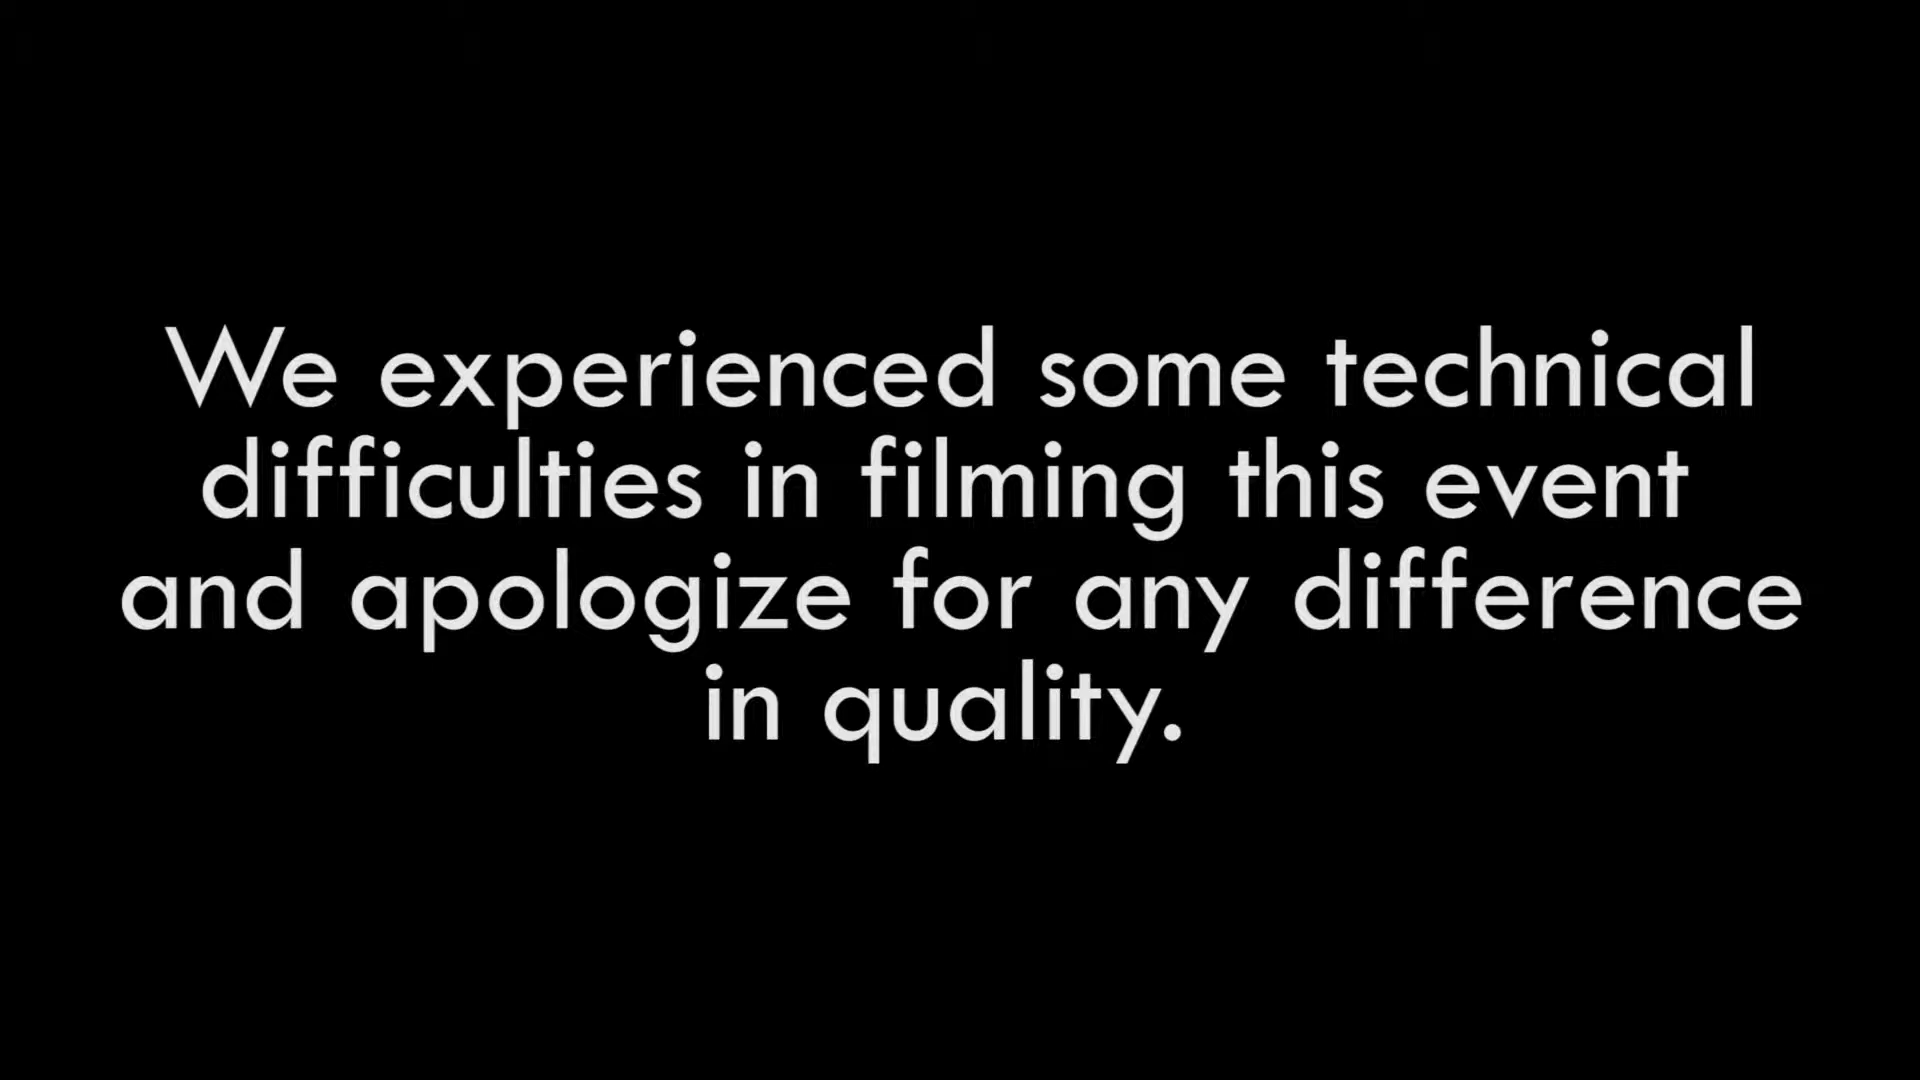 We experienced some technical
difficulties in filming this event
and apologize for any difference
in quality.